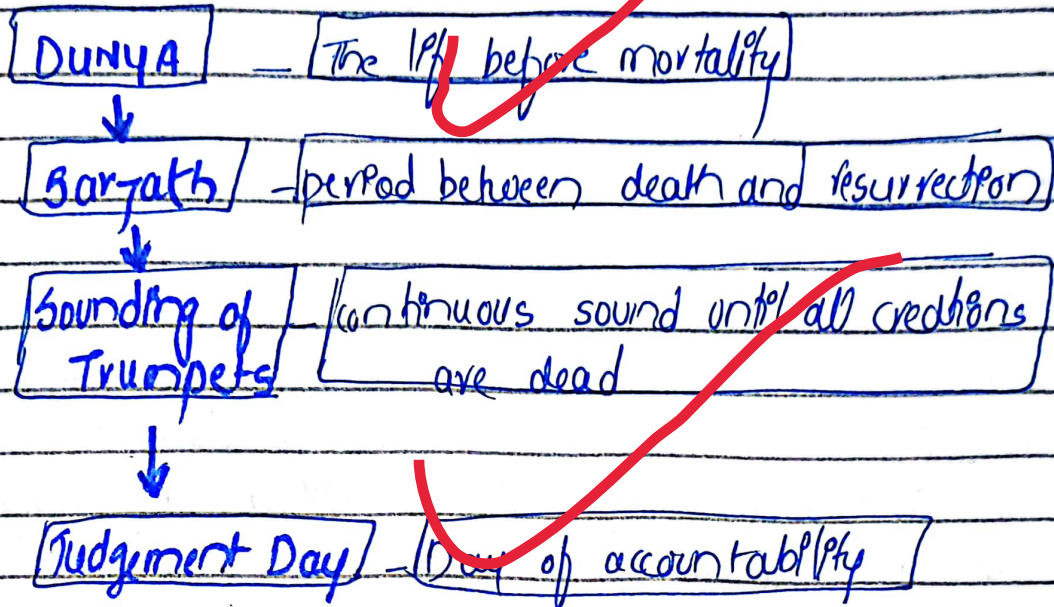 DUNYA - The life before mortality
Barzakh - period between death and resurrection
Sounding of - continuous sound until all creations
Trumpets are dead
Judgement Day - Day of accountability